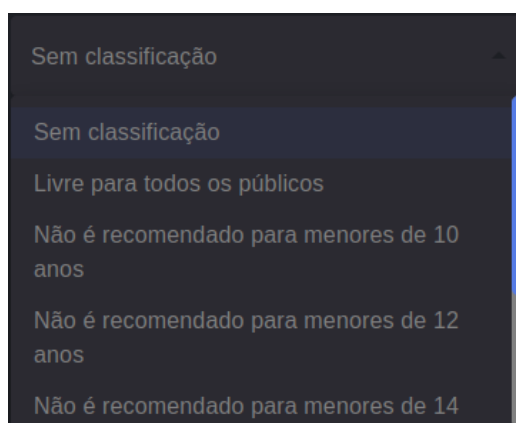 Sem classificação
Sem classificação
Livre para todos os públicos
Não é recomendado para menores de 10
anos
Não é recomendado para menores de 12
anos
Não é recomendado para menores de 14